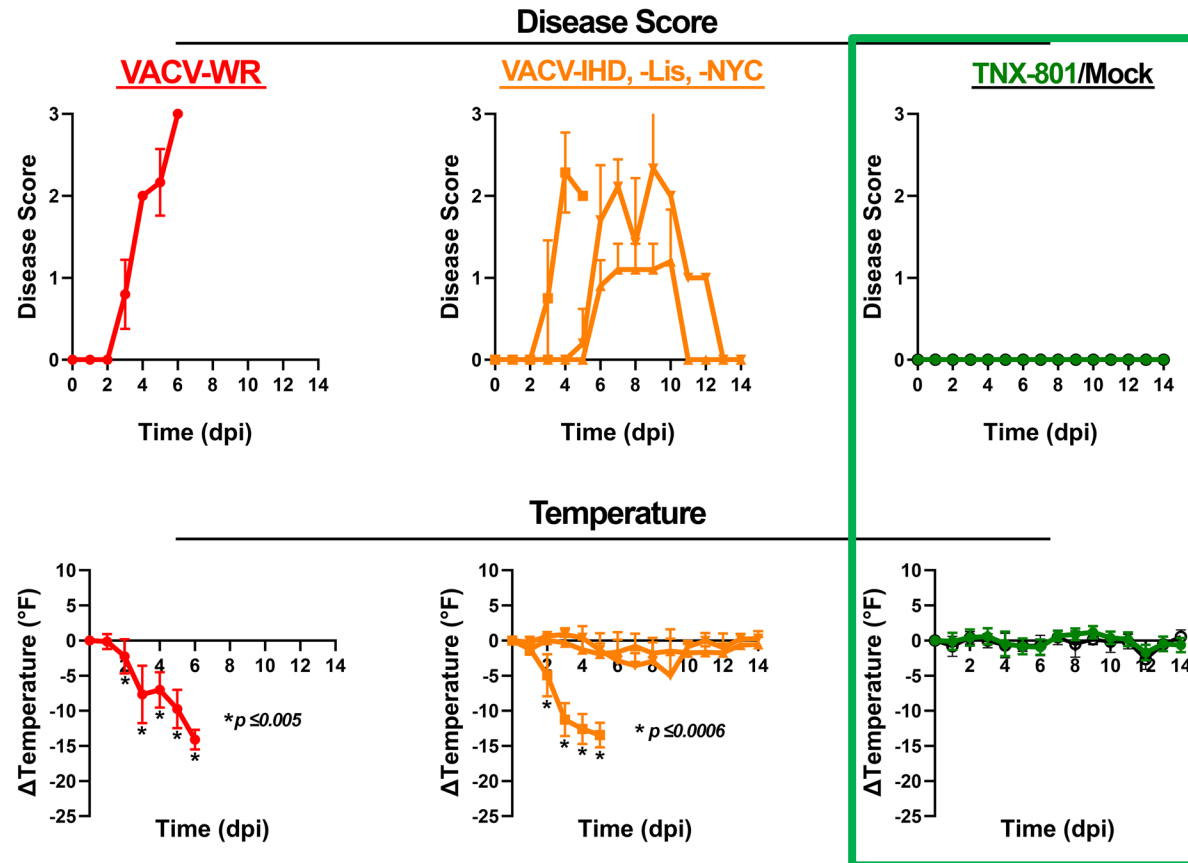 Disease Score
VACV-WR
VACV-IHD, -Lis, -NYC
TNX-801/Mock
Disease Score
3
2
1
0
0 2 4 6 8 10 12 14
Time (dpi)
Disease Score
3
2
1
0
0 2 4 6 8 10 12 14
Time (dpi)
Disease Score
3
2
1
0
0 2 4 6 8 10 12 14
Time (dpi)
Temperature
ΔTemperature (°F)
10
5
0
-5
-10
-15
-20
-25
2 4 6 8 10 12 14
* * * * *
*p ≤0.005
Time (dpi)
ΔTemperature (°F)
10
5
0
-5
-10
-15
-20
-25
2 4 6 8 10 12 14
* * * *
* p ≤0.0006
Time (dpi)
ΔTemperature (°F)
10
5
0
-5
-10
-15
-20
-25
2 4 6 8 10 12 14
Time (dpi)